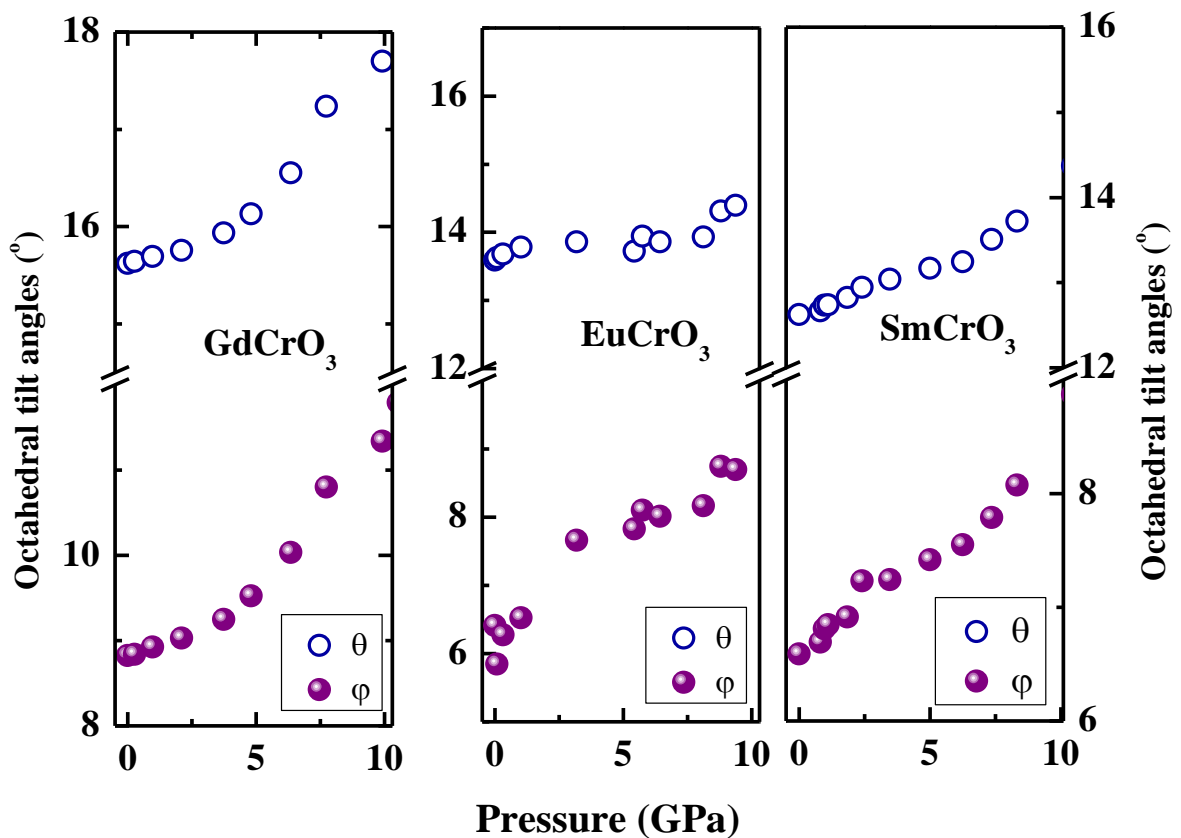 Octahedral tilt angles (°)
18
16
10
8
GdCrO₃
θ
φ
0
5
10
16
14
12
8
6
EuCrO₃
θ
φ
0
5
10
16
14
12
8
6
SmCrO₃
θ
φ
0
5
10
Octahedral tilt angles (°)
Pressure (GPa)